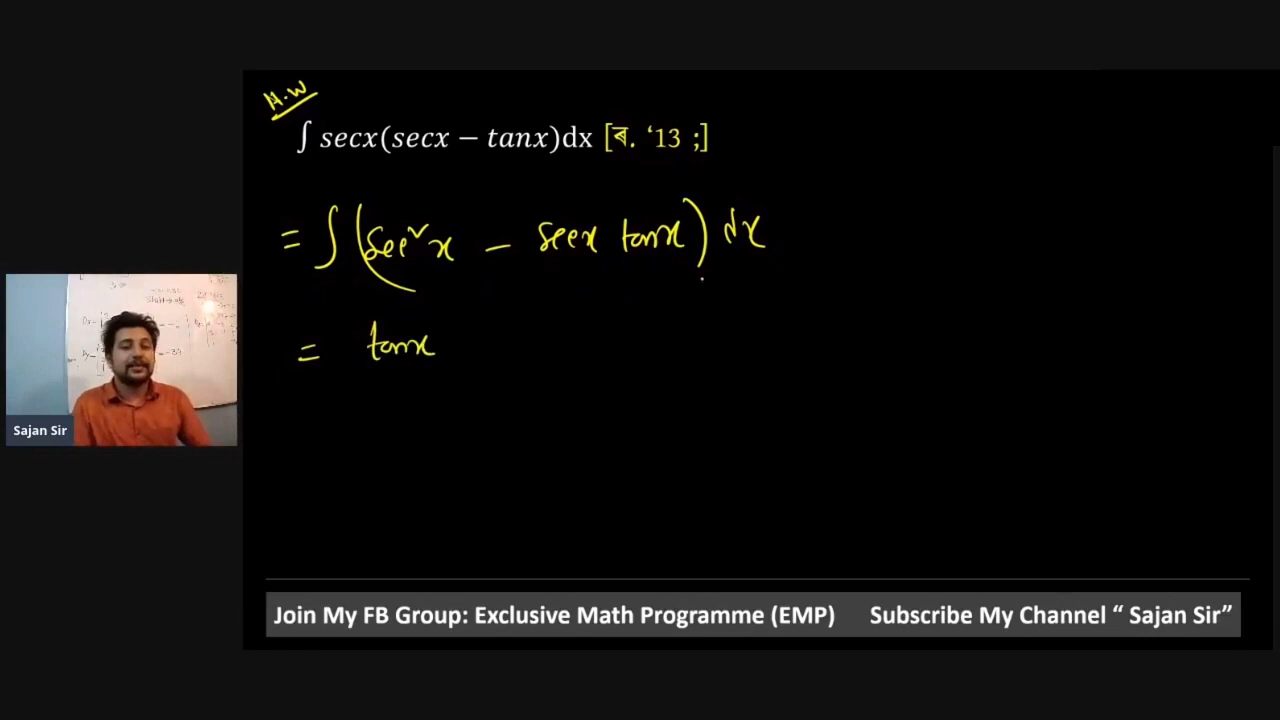 H.W
∫ secx(secx − tanx)dx [ব. ‘13 ;]
= ∫ (sec²x − secx tanx) dx
= tanx
Sajan Sir
Join My FB Group: Exclusive Math Programme (EMP) Subscribe My Channel “ Sajan Sir”